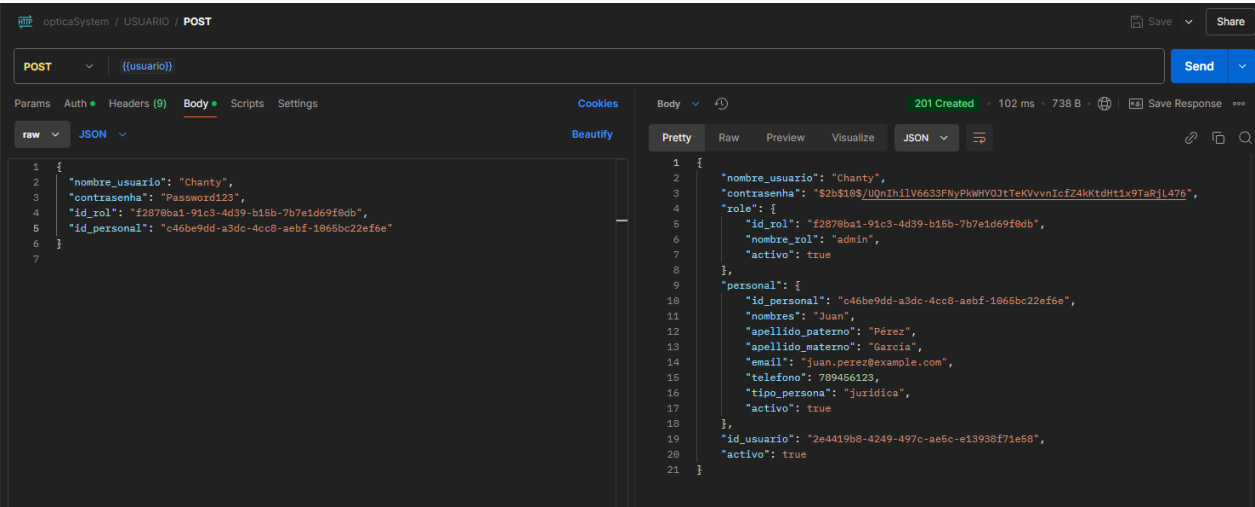 HTTP opticaSystem / USUARIO / POST
Save Share
POST {{usuario}} Send
Params Auth Headers (9) Body Scripts Settings Cookies
raw JSON Beautify
1 {
2 "nombre_usuario": "Chanty",
3 "contrasenha": "Password123",
4 "id_rol": "f2870ba1-91c3-4d39-b15b-7b7e1d69f0db",
5 "id_personal": "c46be9dd-a3dc-4cc8-aebf-1065bc22ef6e"
6 }
7
Body 201 Created 102 ms 738 B e.g. Save Response
Pretty Raw Preview Visualize JSON
1 {
2 "nombre_usuario": "Chanty",
3 "contrasenha": "$2b$10$/UQnIhilV6633FNyPkWHYOJtTeKVvvnIcfZ4kKtdHt1x9TaRjL476",
4 "role": {
5 "id_rol": "f2870ba1-91c3-4d39-b15b-7b7e1d69f0db",
6 "nombre_rol": "admin",
7 "activo": true
8 },
9 "personal": {
10 "id_personal": "c46be9dd-a3dc-4cc8-aebf-1065bc22ef6e",
11 "nombres": "Juan",
12 "apellido_paterno": "Pérez",
13 "apellido_materno": "García",
14 "email": "juan.perez@example.com",
15 "telefono": 789456123,
16 "tipo_persona": "juridica",
17 "activo": true
18 },
19 "id_usuario": "2e4419b8-4249-497c-ae5c-e13938f71e58",
20 "activo": true
21 }